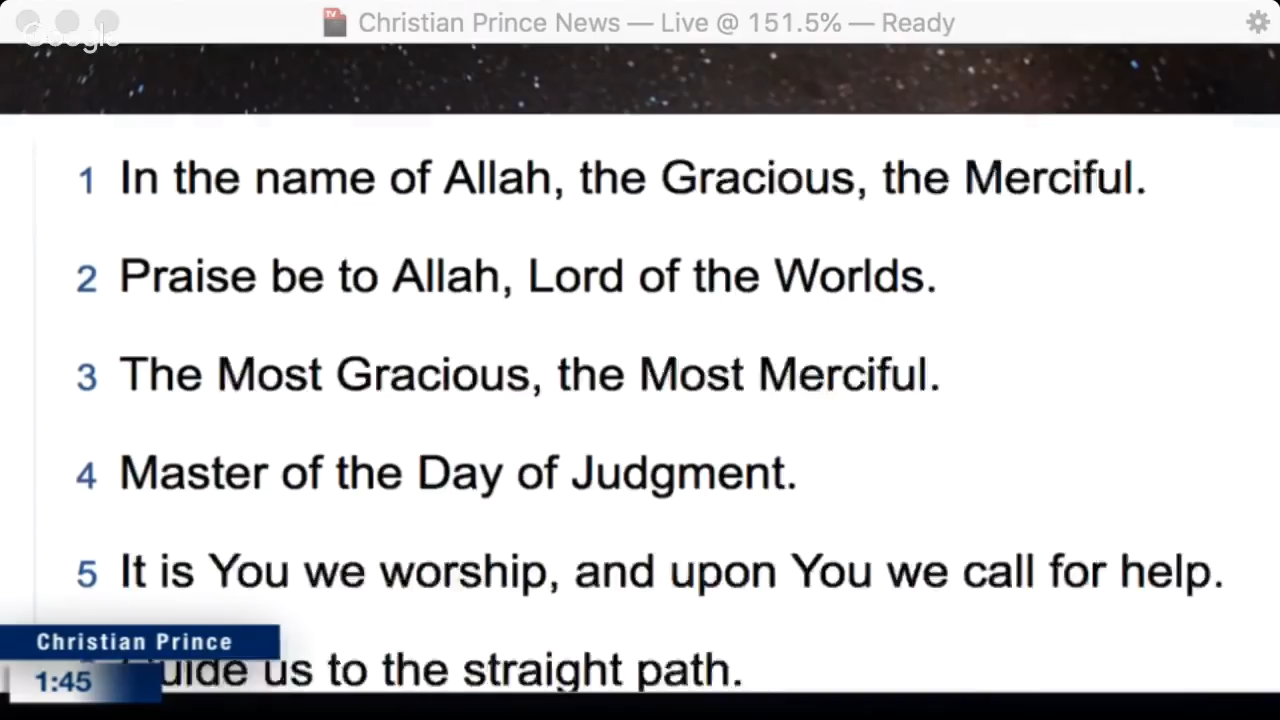 Christian Prince News — Live @ 151.5% — Ready
Google
1 In the name of Allah, the Gracious, the Merciful.
2 Praise be to Allah, Lord of the Worlds.
3 The Most Gracious, the Most Merciful.
4 Master of the Day of Judgment.
5 It is You we worship, and upon You we call for help.
Christian Prince
us to the straight path.
1:45